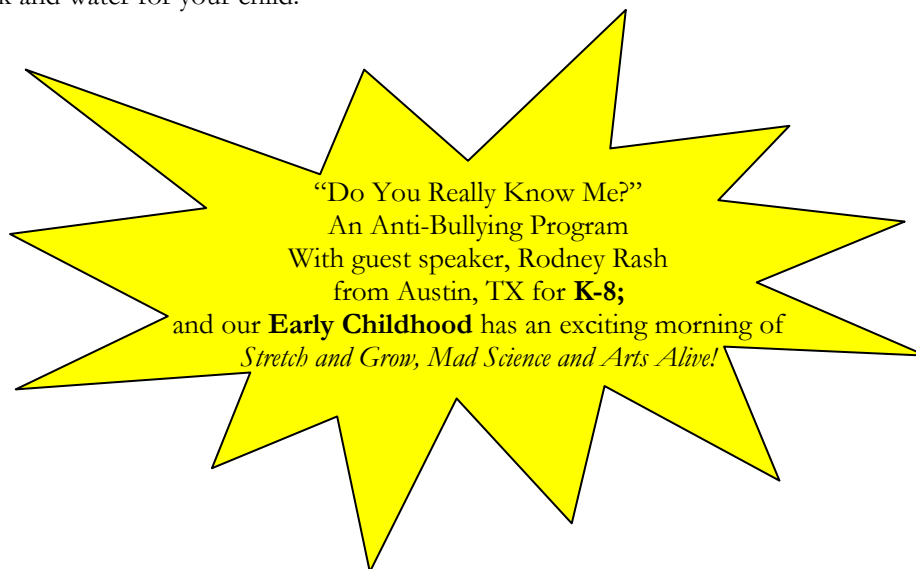 and water for your child.
“Do You Really Know Me?”
An Anti-Bullying Program
With guest speaker, Rodney Rash
from Austin, TX for K-8;
and our Early Childhood has an exciting morning of
Stretch and Grow, Mad Science and Arts Alive!